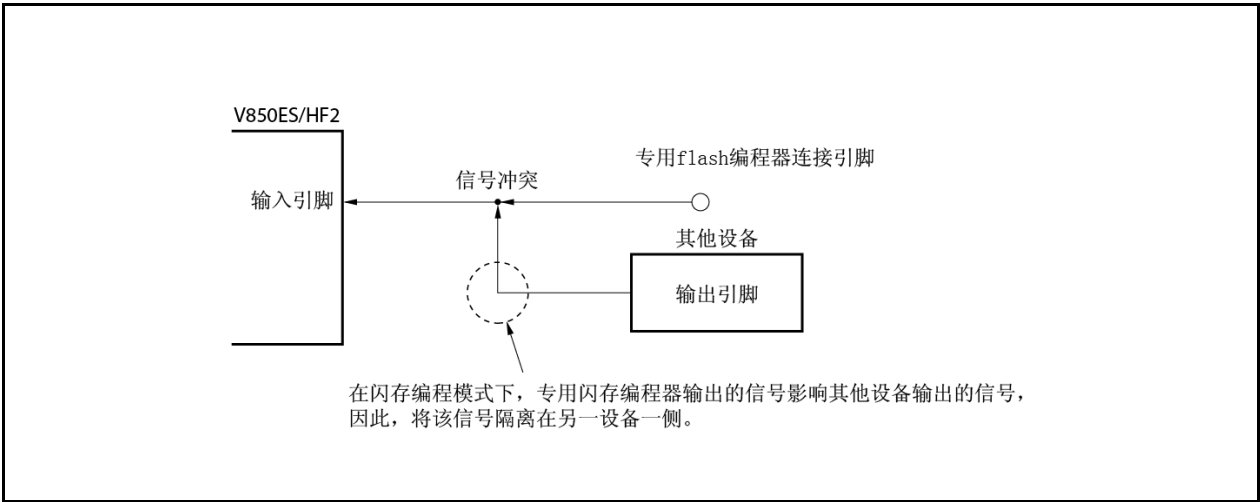 V850ES/HF2
专用flash编程器连接引脚
信号冲突
输入引脚
其他设备
输出引脚
在闪存编程模式下，专用闪存编程器输出的信号影响其他设备输出的信号，
因此，将该信号隔离在另一设备一侧。